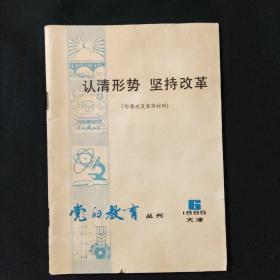 认清形势 坚持改革
(形势政策宣传材料)
6
1985
天津
党的教育 丛刊